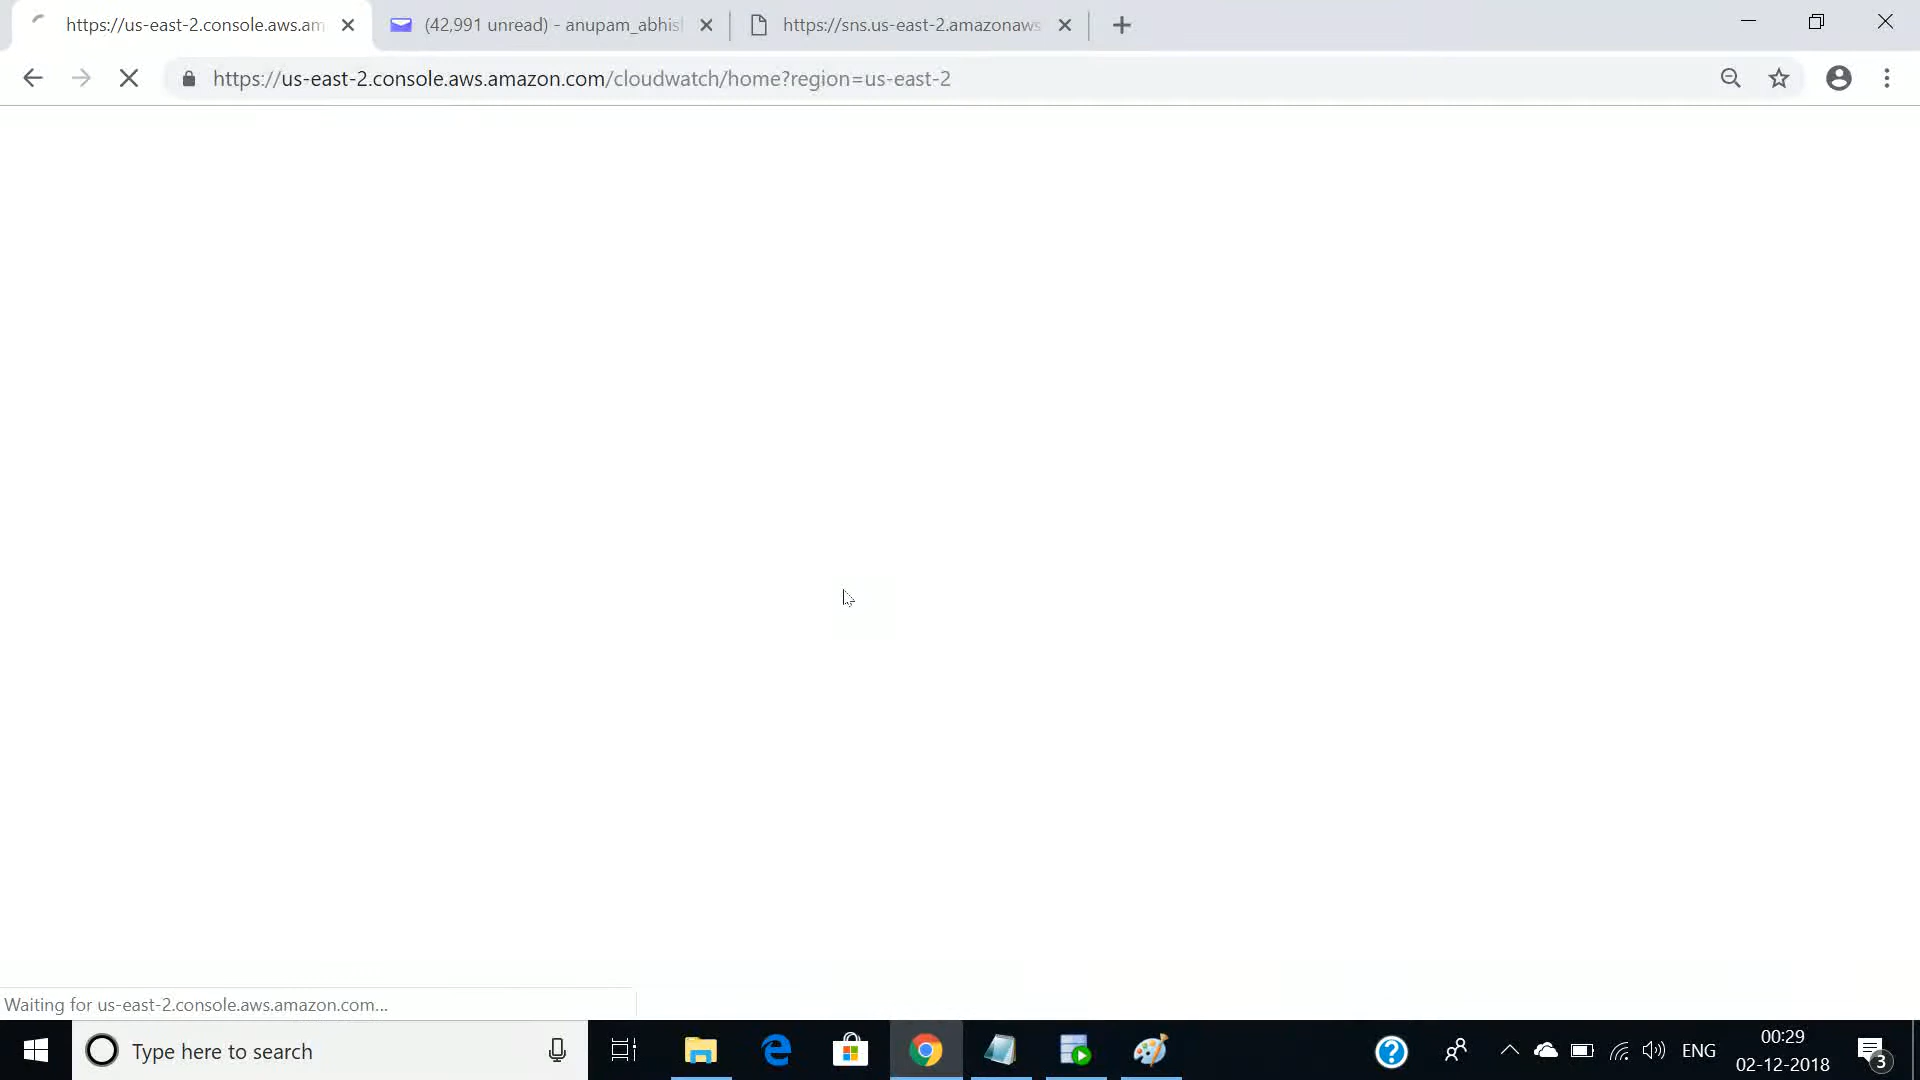 https://us-east-2.console.aws.am
(42,991 unread) - anupam_abhis
https://sns.us-east-2.amazonaws
https://us-east-2.console.aws.amazon.com/cloudwatch/home?region=us-east-2
Waiting for us-east-2.console.aws.amazon.com...
Type here to search
ENG
00:29
02-12-2018
3